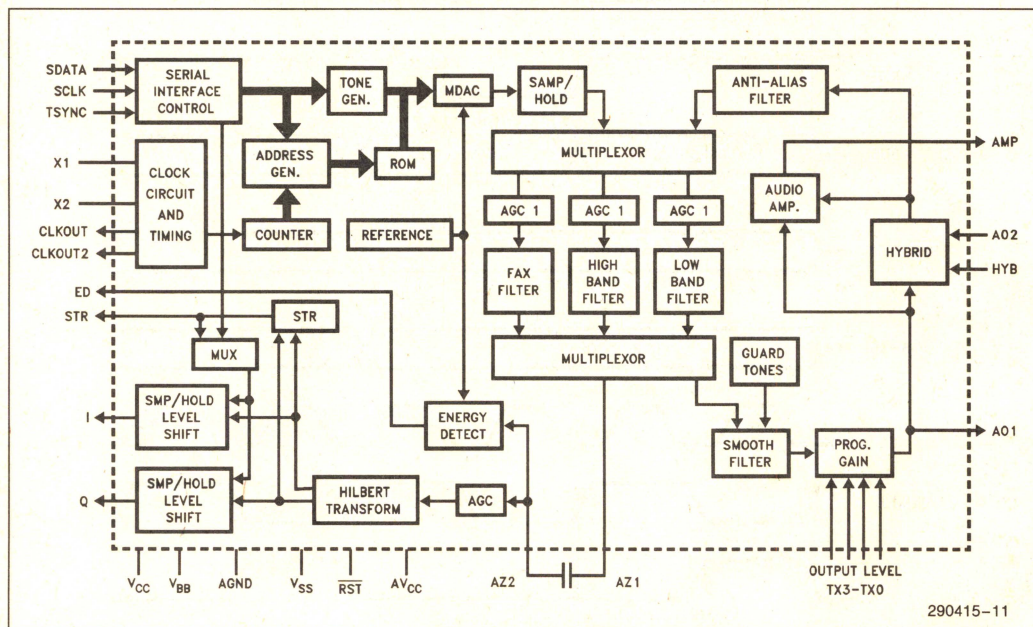 SDATA
SCLK
TSYNC
SERIAL
INTERFACE
CONTROL
TONE
GEN.
MDAC
SAMP/
HOLD
ANTI-ALIAS
FILTER
X1
X2
CLKOUT
CLKOUT2
CLOCK
CIRCUIT
AND
TIMING
ADDRESS
GEN.
ROM
MULTIPLEXOR
AMP
AUDIO
AMP.
COUNTER
REFERENCE
AGC 1
AGC 1
AGC 1
HYBRID
AO2
HYB
FAX
FILTER
HIGH
BAND
FILTER
LOW
BAND
FILTER
ED
STR
STR
MUX
MULTIPLEXOR
GUARD
TONES
I
SMP/HOLD
LEVEL
SHIFT
ENERGY
DETECT
SMOOTH
FILTER
PROG.
GAIN
AO1
Q
SMP/HOLD
LEVEL
SHIFT
HILBERT
TRANSFORM
AGC
VCC
VBB
AGND
VSS
RST
AVCC
AZ2
AZ1
OUTPUT LEVEL
TX3-TX0
290415-11